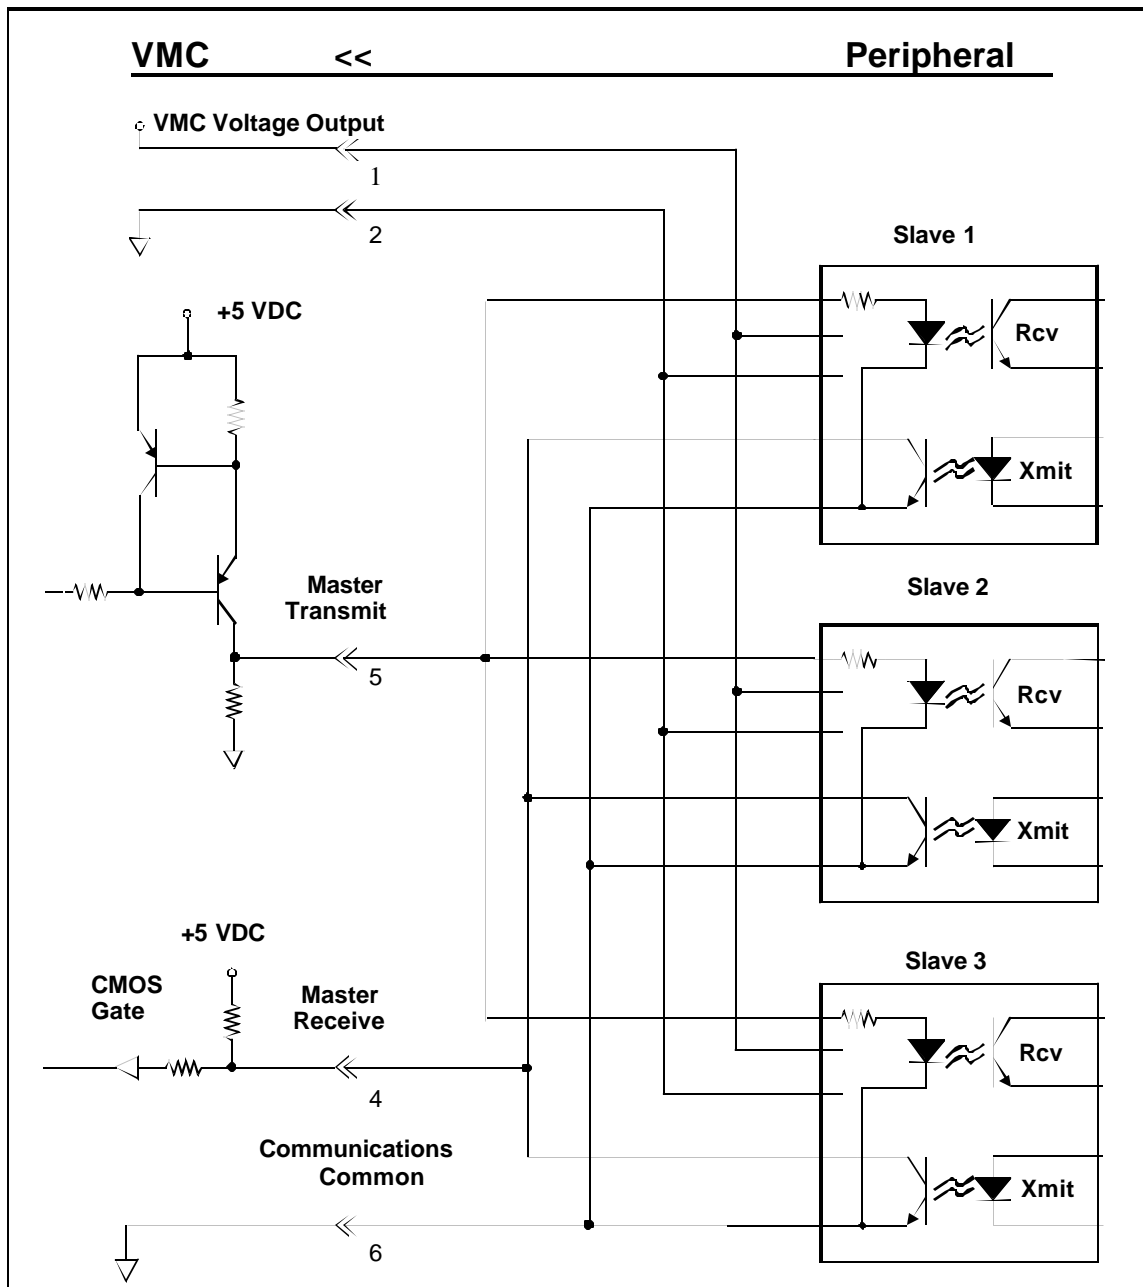 VMC << Peripheral
VMC Voltage Output
1
2
Slave 1
+5 VDC
Rcv
Xmit
Master
Transmit
5
Slave 2
Rcv
Xmit
+5 VDC
CMOS
Gate
Master
Receive
4
Slave 3
Rcv
Communications
Common
Xmit
6